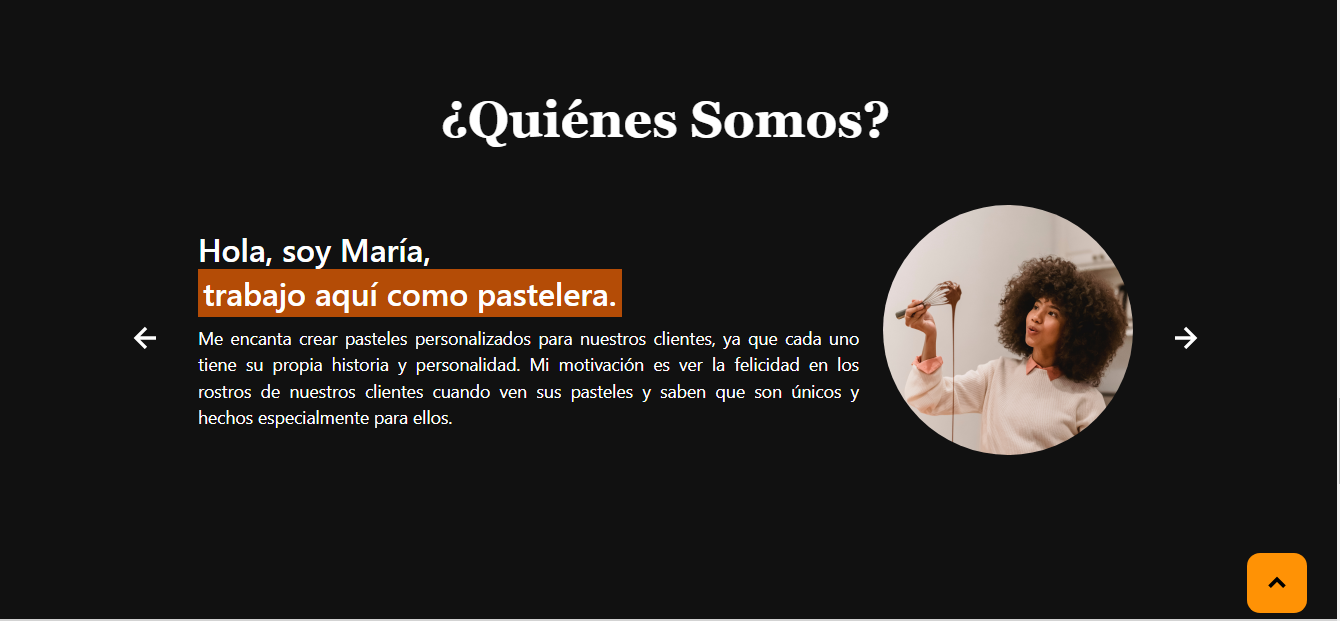 ¿Quiénes Somos?
Hola, soy María,
trabajo aquí como pastelera.
Me encanta crear pasteles personalizados para nuestros clientes, ya que cada uno
tiene su propia historia y personalidad. Mi motivación es ver la felicidad en los
rostros de nuestros clientes cuando ven sus pasteles y saben que son únicos y
hechos especialmente para ellos.